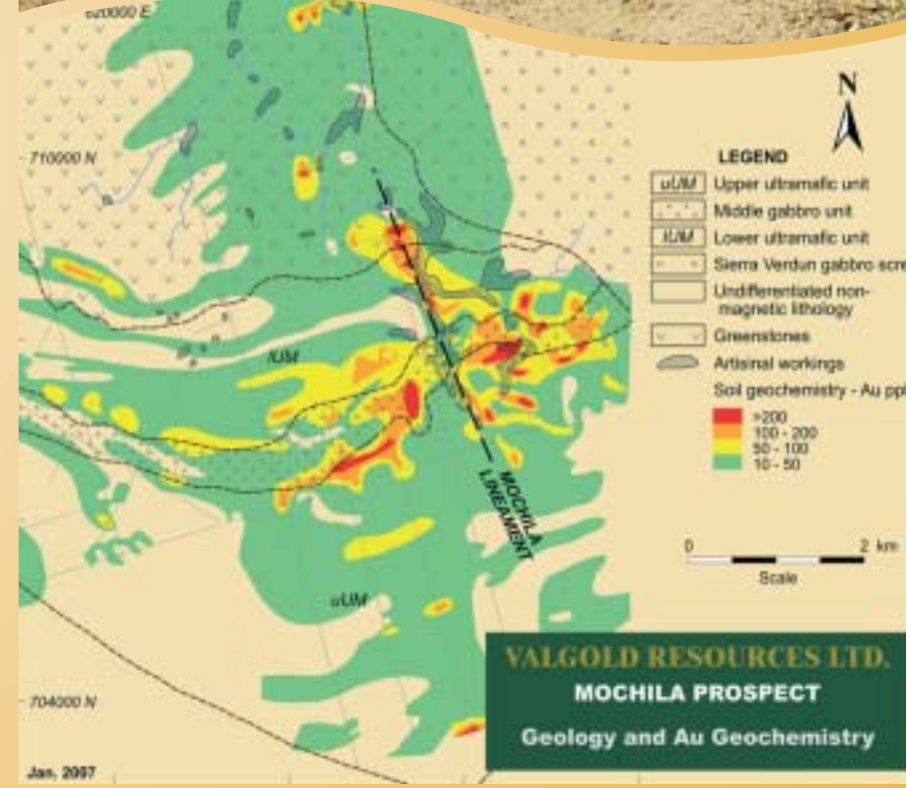 620000 E
N
710000 N
LEGEND
uUM Upper ultramafic unit
Middle gabbro unit
lUM Lower ultramafic unit
Sierra Verdun gabbro
Undifferentiated non-
magnetic lithology
Greenstones
Artisinal workings
Soil geochemistry - Au
>200
100 - 200
50 - 100
10 - 50
lUM
MOCHILA
LINEAMENT
0 2 km
Scale
uUM
VALGOLD RESOURCES LTD.
MOCHILA PROSPECT
704000 N
Geology and Au Geochemistry
Jan, 2007